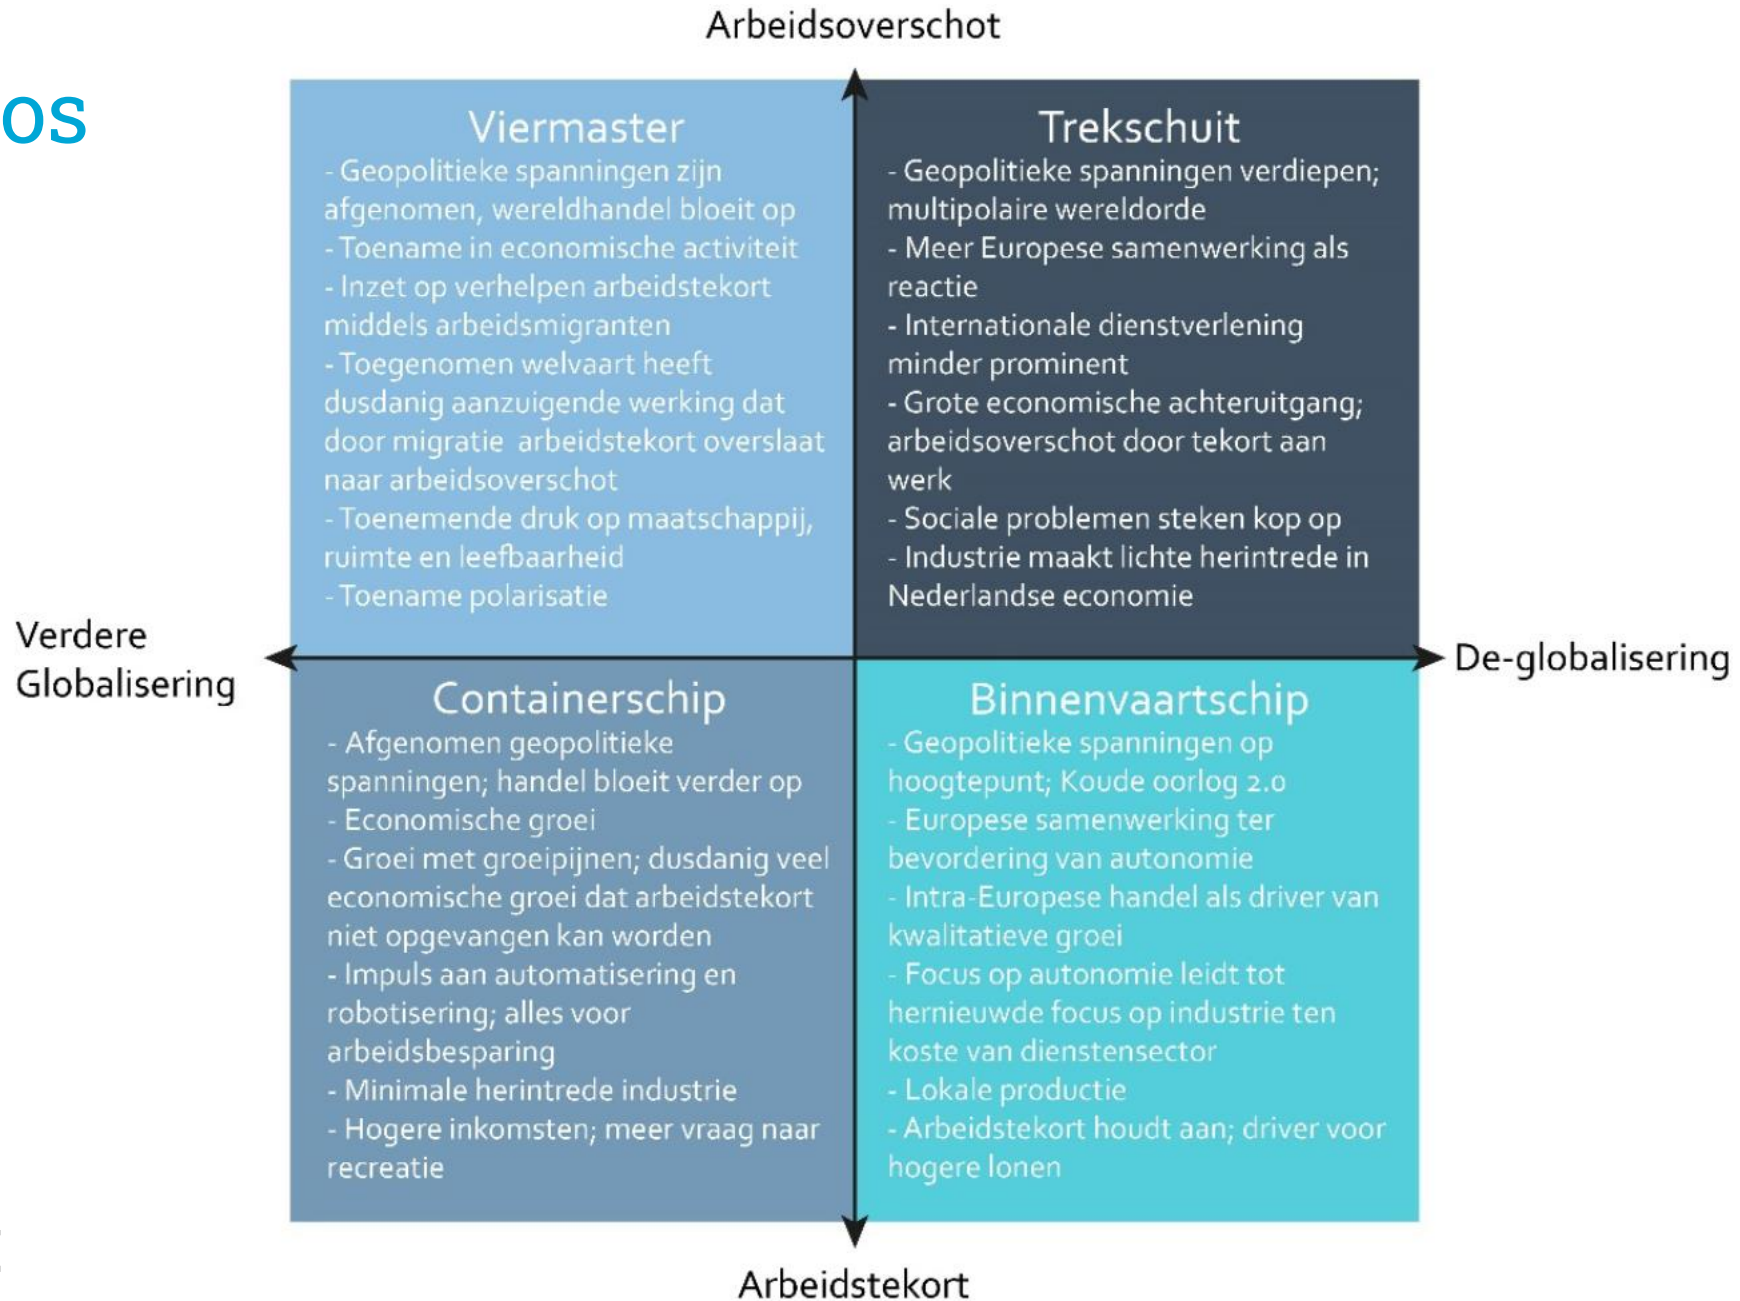 Arbeidsoverschot
os
Viermaster
- Geopolitieke spanningen zijn
afgenomen, wereldhandel bloeit op
- Toename in economische activiteit
- Inzet op verhelpen arbeidstekort
middels arbeidsmigranten
- Toegenomen welvaart heeft
dusdanig aanzuigende werking dat
door migratie arbeidstekort overslaat
naar arbeidsoverschot
- Toenemende druk op maatschappij,
ruimte en leefbaarheid
- Toename polarisatie
Trekschuit
- Geopolitieke spanningen verdiepen;
multipolaire wereldorde
- Meer Europese samenwerking als
reactie
- Internationale dienstverlening
minder prominent
- Grote economische achteruitgang;
arbeidsoverschot door tekort aan
werk
- Sociale problemen steken kop op
- Industrie maakt lichte herintrede in
Nederlandse economie
Verdere
Globalisering
De-globalisering
Containerschip
- Afgenomen geopolitieke
spanningen; handel bloeit verder op
- Economische groei
- Groei met groeipijnen; dusdanig veel
economische groei dat arbeidstekort
niet opgevangen kan worden
- Impuls aan automatisering en
robotisering; alles voor
arbeidsbesparing
- Minimale herintrede industrie
- Hogere inkomsten; meer vraag naar
recreatie
Binnenvaartschip
- Geopolitieke spanningen op
hoogtepunt; Koude oorlog 2.0
- Europese samenwerking ter
bevordering van autonomie
- Intra-Europese handel als driver van
kwalitatieve groei
- Focus op autonomie leidt tot
hernieuwde focus op industrie ten
koste van dienstensector
- Lokale productie
- Arbeidstekort houdt aan; driver voor
hogere lonen
Arbeidstekort